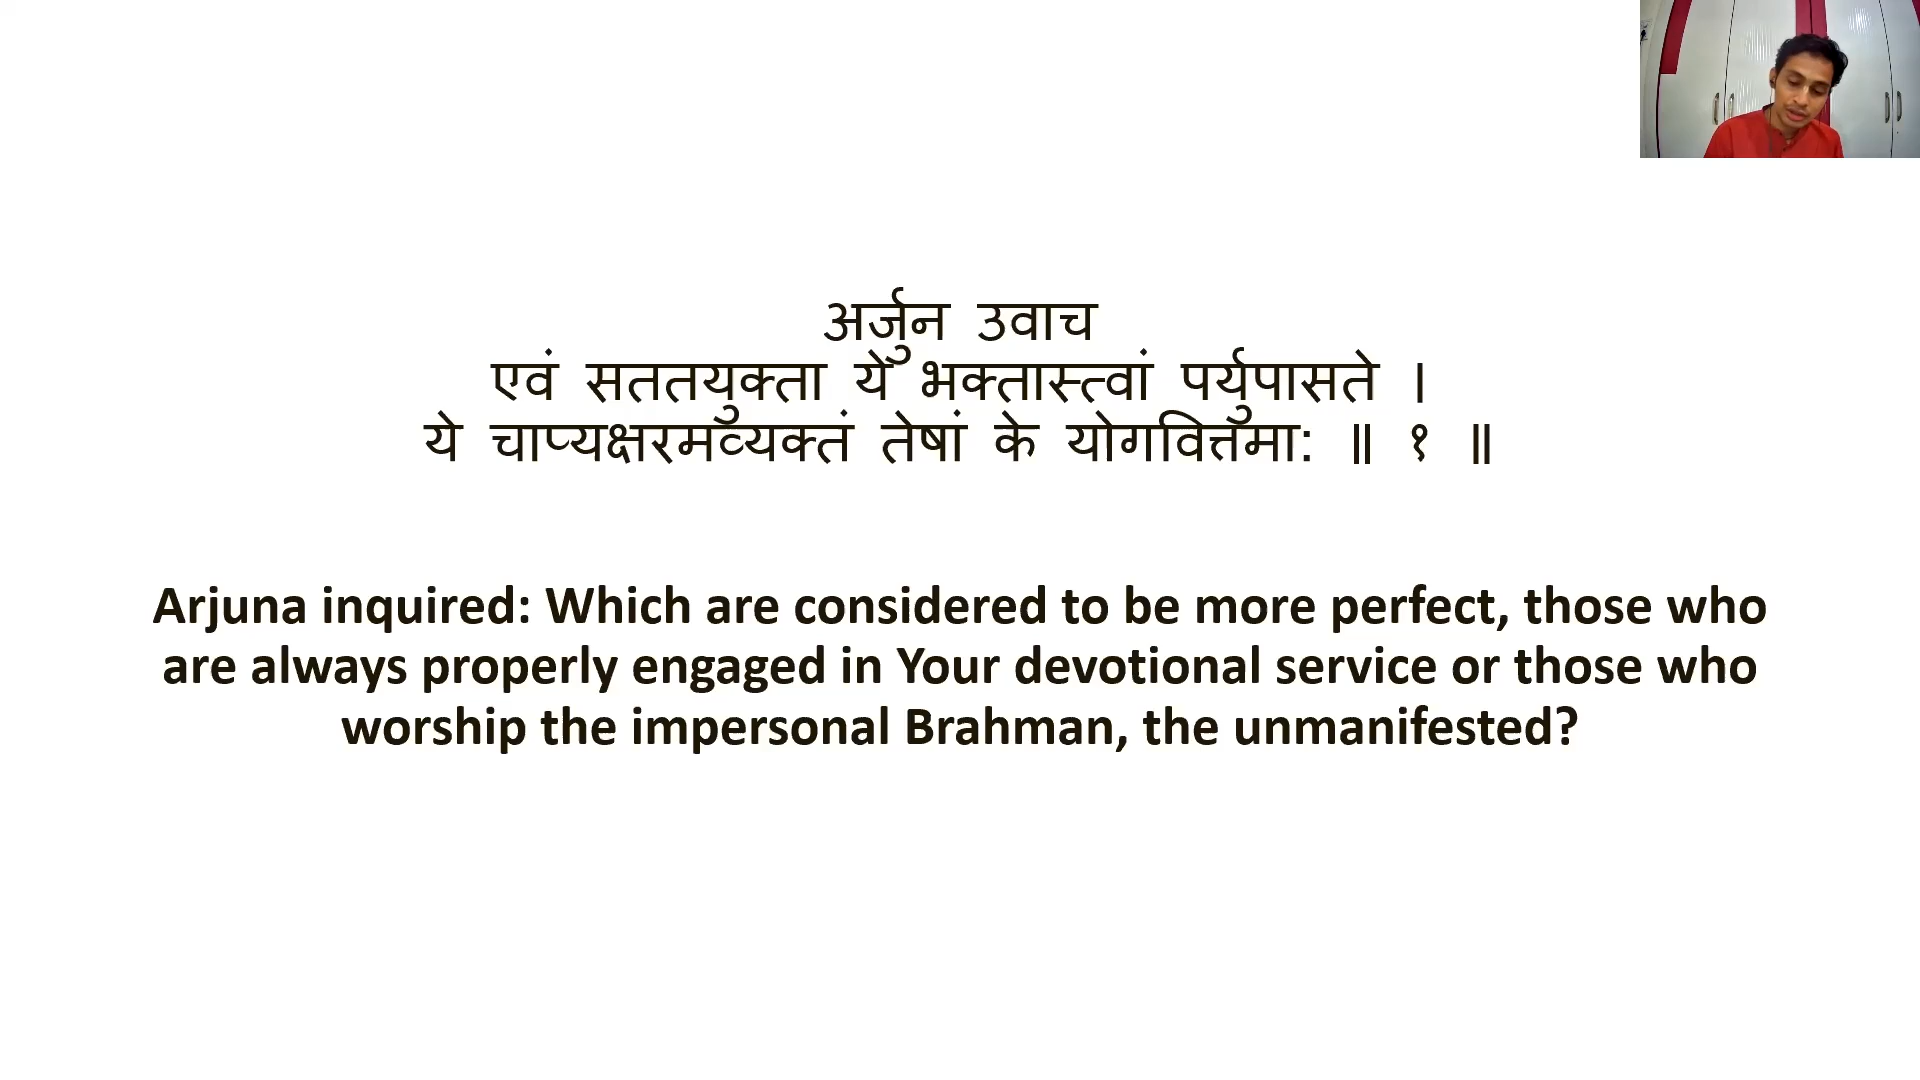 अर्जुन उवाच
एवं सततयुक्ता ये भक्तास्त्वां पर्युपासते ।
ये चाप्यक्षरमव्यक्तं तेषां के योगवित्तमाः ॥ १ ॥
Arjuna inquired: Which are considered to be more perfect, those who
are always properly engaged in Your devotional service or those who
worship the impersonal Brahman, the unmanifested?